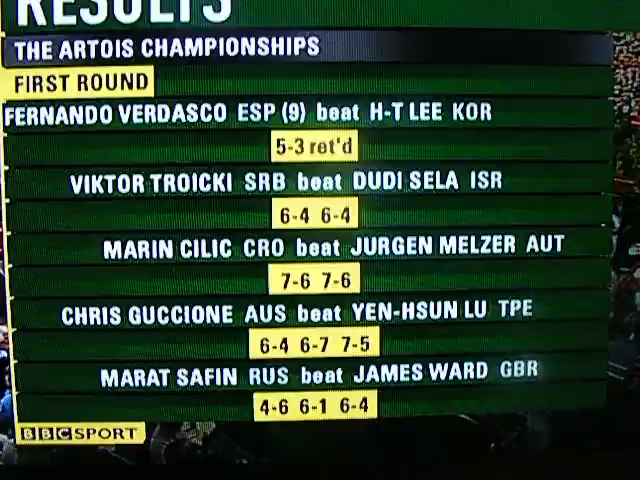 RESULTS
THE ARTOIS CHAMPIONSHIPS
FIRST ROUND
FERNANDO VERDASCO ESP (9) beat H-T LEE KOR
5-3 ret'd
VIKTOR TROICKI SRB beat DUDI SELA ISR
6-4 6-4
MARIN CILIC CRO beat JURGEN MELZER AUT
7-6 7-6
CHRIS GUCCIONE AUS beat YEN-HSUN LU TPE
6-4 6-7 7-5
MARAT SAFIN RUS beat JAMES WARD GBR
4-6 6-1 6-4
BBC SPORT